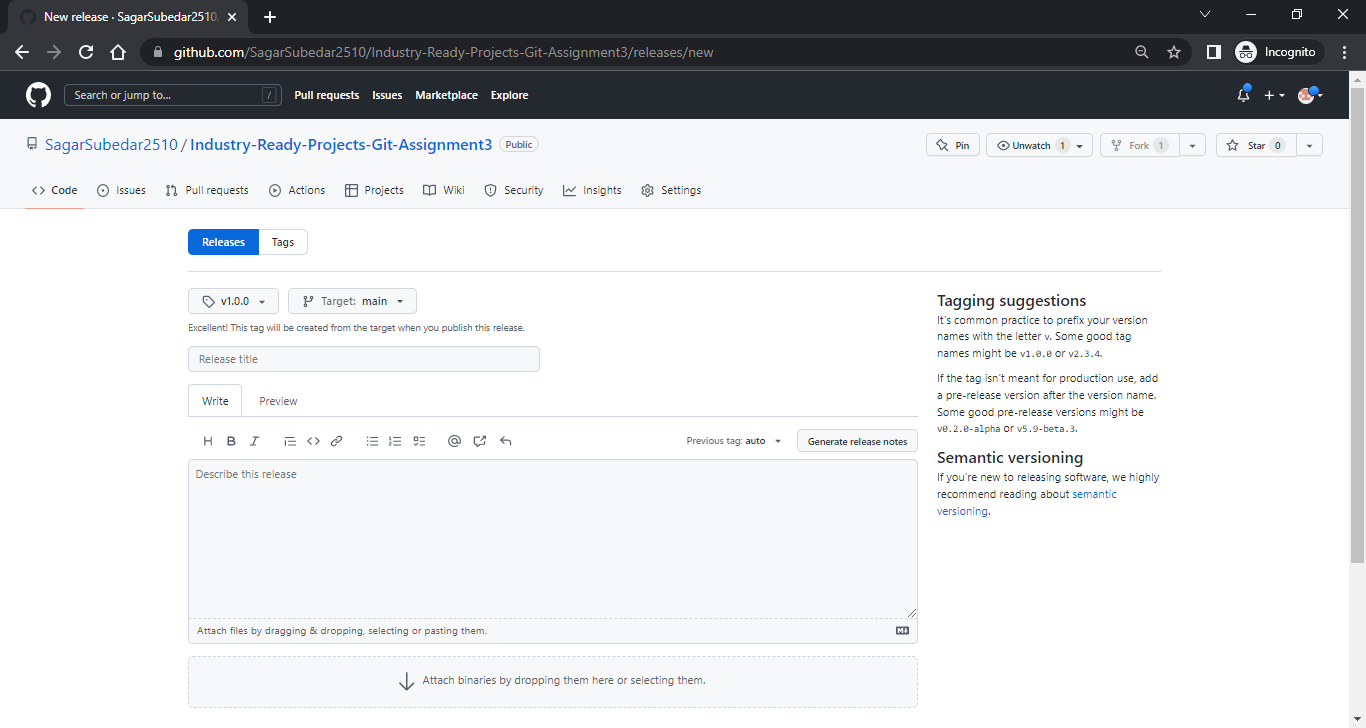 New release · SagarSubedar2510
github.com/SagarSubedar2510/Industry-Ready-Projects-Git-Assignment3/releases/new
Incognito
Search or jump to...
/
Pull requests
Issues
Marketplace
Explore
SagarSubedar2510 / Industry-Ready-Projects-Git-Assignment3
Public
Pin
Unwatch 1
Fork 1
Star 0
Code
Issues
Pull requests
Actions
Projects
Wiki
Security
Insights
Settings
Releases
Tags
v1.0.0
Target: main
Excellent! This tag will be created from the target when you publish this release.
Release title
Write
Preview
H B I
Previous tag: auto
Generate release notes
Describe this release
Attach files by dragging & dropping, selecting or pasting them.
Attach binaries by dropping them here or selecting them.
Tagging suggestions
It's common practice to prefix your version
names with the letter v. Some good tag
names might be v1.0.0 or v2.3.4.
If the tag isn't meant for production use, add
a pre-release version after the version name.
Some good pre-release versions might be
v0.2.0-alpha or v5.9-beta.3.
Semantic versioning
If you're new to releasing software, we highly
recommend reading about semantic
versioning.